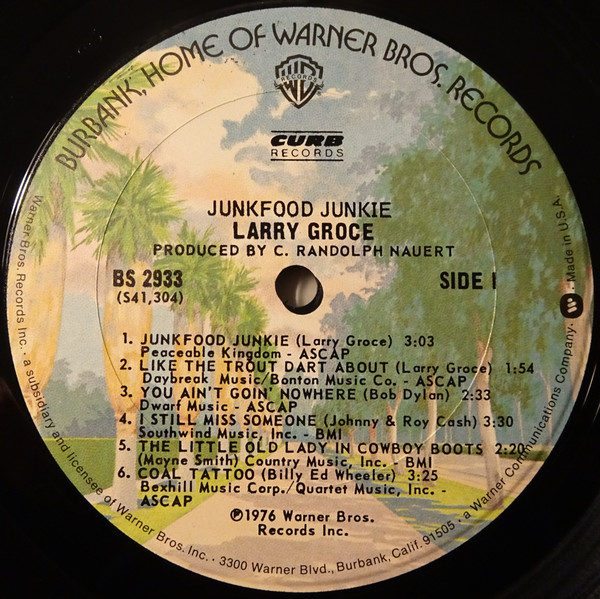 BURBANK, HOME OF WARNER BROS. RECORDS
RECORDS
CURB
RECORDS
JUNKFOOD JUNKIE
LARRY GROCE
PRODUCED BY C. RANDOLPH NAUERT
BS 2933
SIDE I
(S41,304)
1. JUNKFOOD JUNKIE (Larry Groce) 3:03
Peaceable Kingdom - ASCAP
2. LIKE THE TROUT DART ABOUT (Larry Groce) 1:54
Daybreak Music/Bonton Music Co. - ASCAP
3. YOU AIN'T GOIN' NOWHERE (Bob Dylan) 2:33
Dwarf Music - ASCAP
4. I STILL MISS SOMEONE (Johnny & Roy Cash) 3:30
Southwind Music, Inc. - BMI
5. THE LITTLE OLD LADY IN COWBOY BOOTS 2:20
(Mayne Smith) Country Music, Inc. - BMI
6. COAL TATTOO (Billy Ed Wheeler) 3:25
Bexhill Music Corp./Quartet Music, Inc. -
ASCAP
℗1976 Warner Bros.
Records Inc.
Warner Bros. Records Inc. · a subsidiary and licensee of Warner Bros. Inc. · 3300 Warner Blvd., Burbank, Calif. 91505 · a Warner Communications Company. · Made in U.S.A.